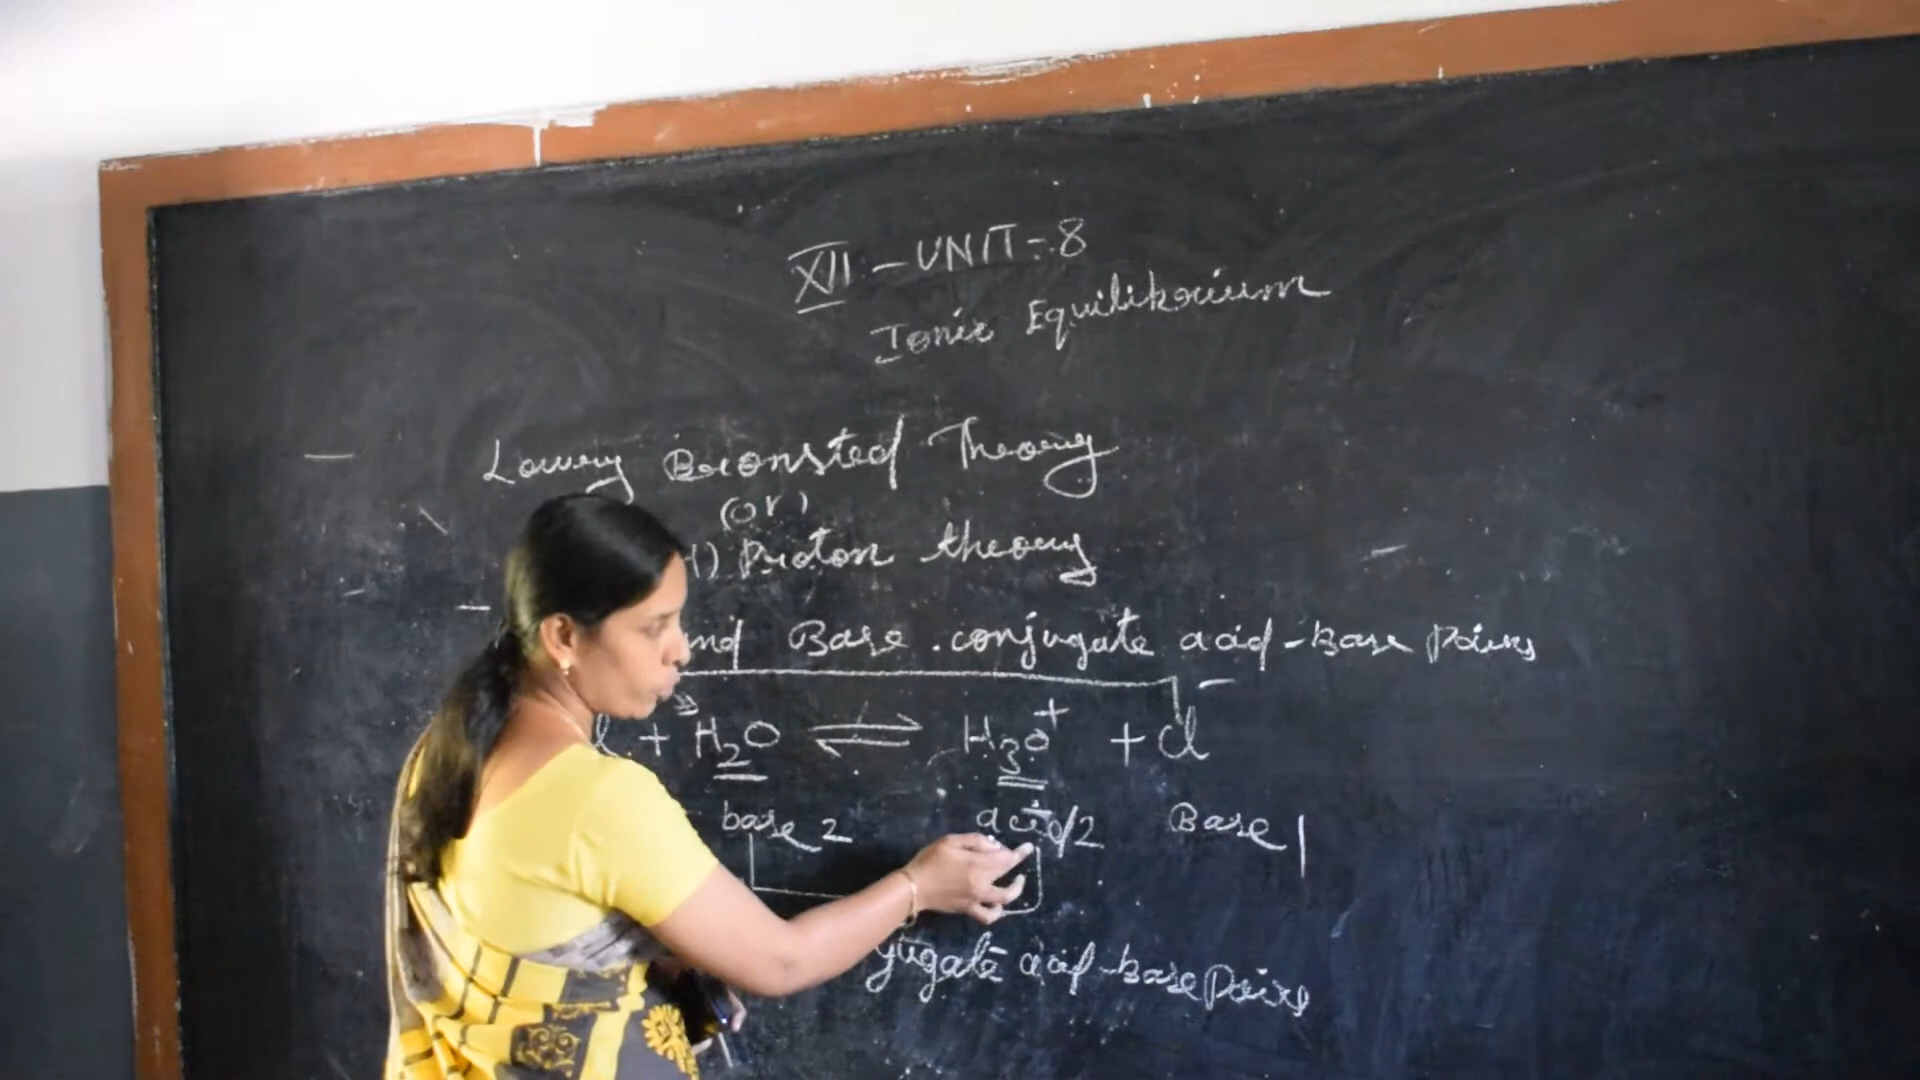 XII - UNIT - 8
Ionic Equilibrium
Lowry Bronsted Theory
(or)
Proton theory
Base. conjugate acid - Base Pairs
+ H₂O ⇌ H₃O⁺ + Cl⁻
base 2 acid 2 Base 1
acid - base Pairs